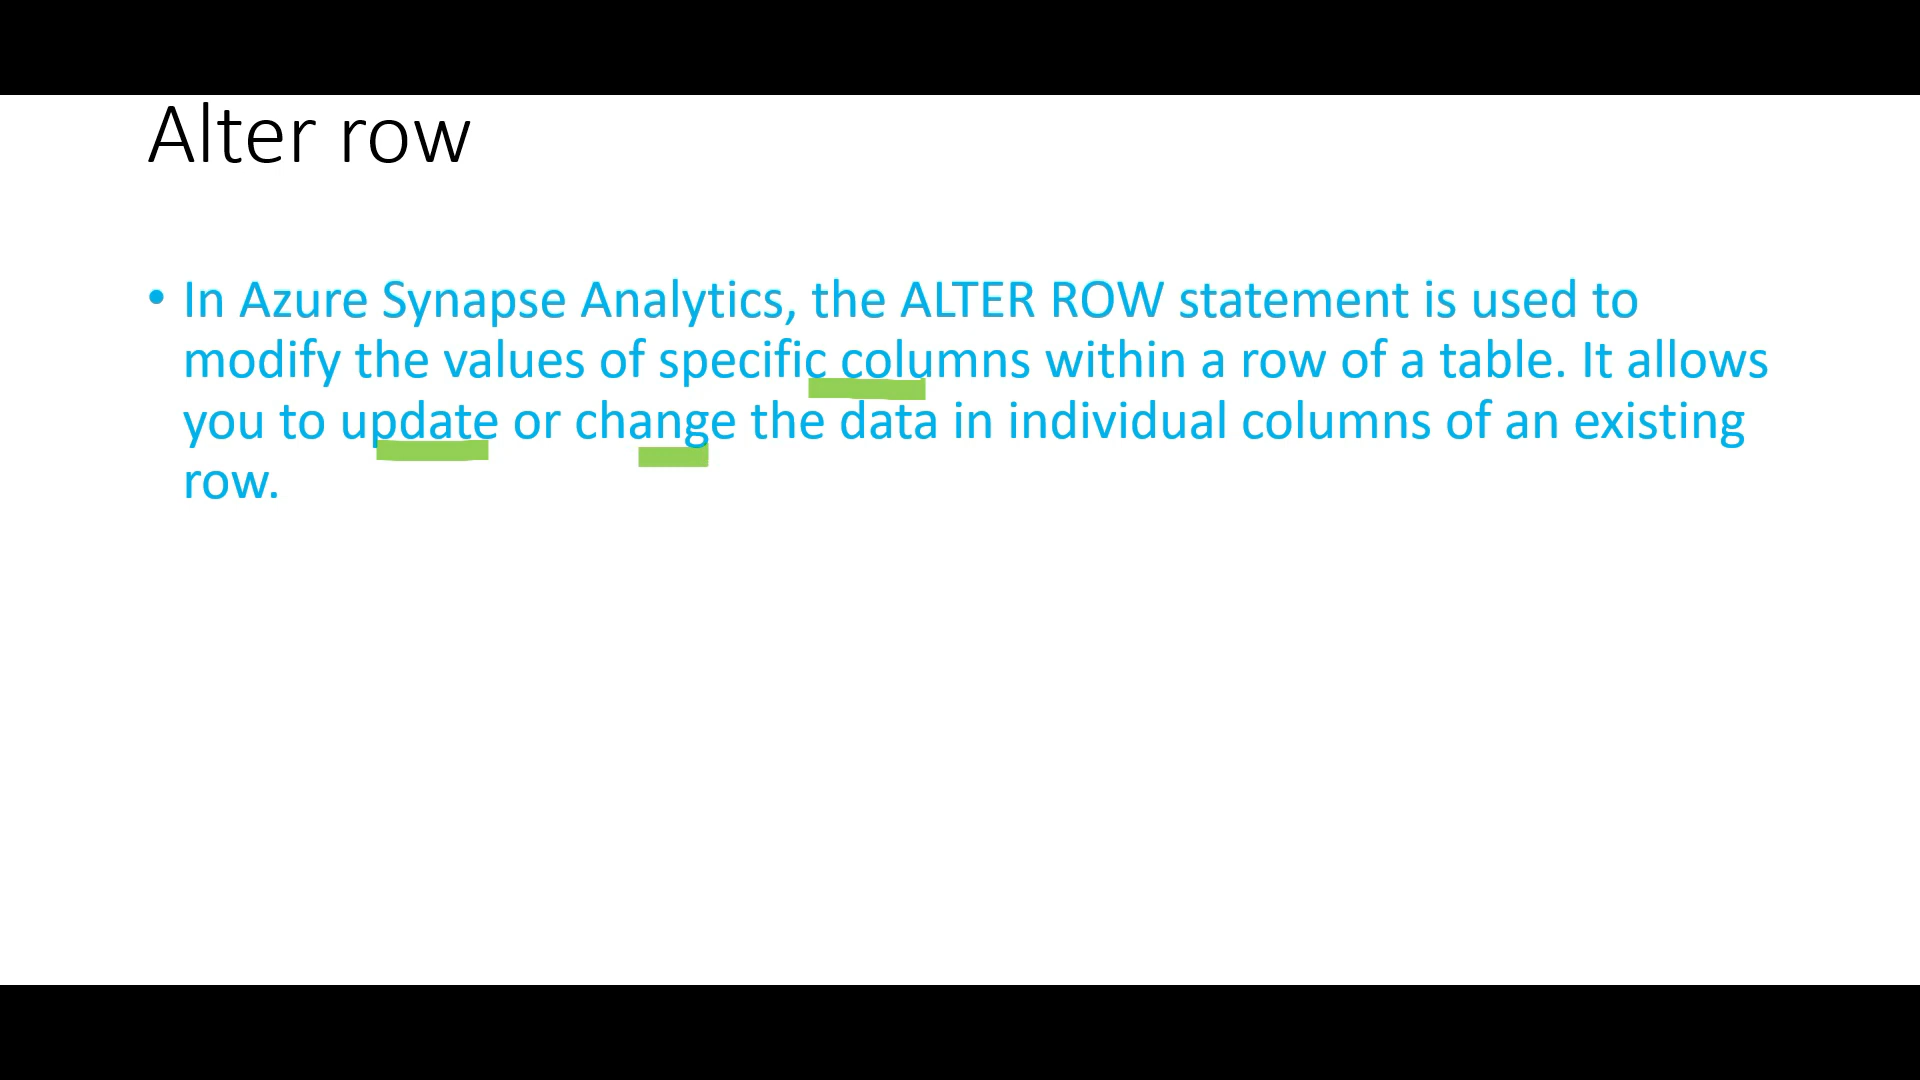 Alter row
• In Azure Synapse Analytics, the ALTER ROW statement is used to
modify the values of specific columns within a row of a table. It allows
you to update or change the data in individual columns of an existing
row.